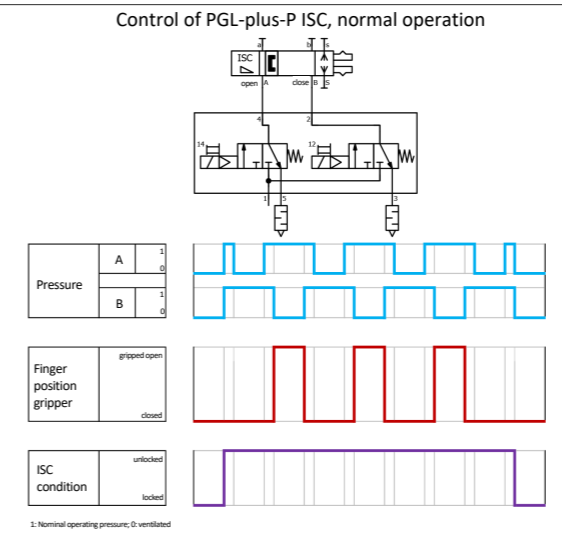 Control of PGL-plus-P ISC, normal operation
a b s
ISC
open A close B S
4 2
14 12
1 5 3
Pressure
A
1
0
B
1
0
Finger
position
gripper
gripped open
closed
ISC
condition
unlocked
locked
1: Nominal operating pressure; 0: ventilated